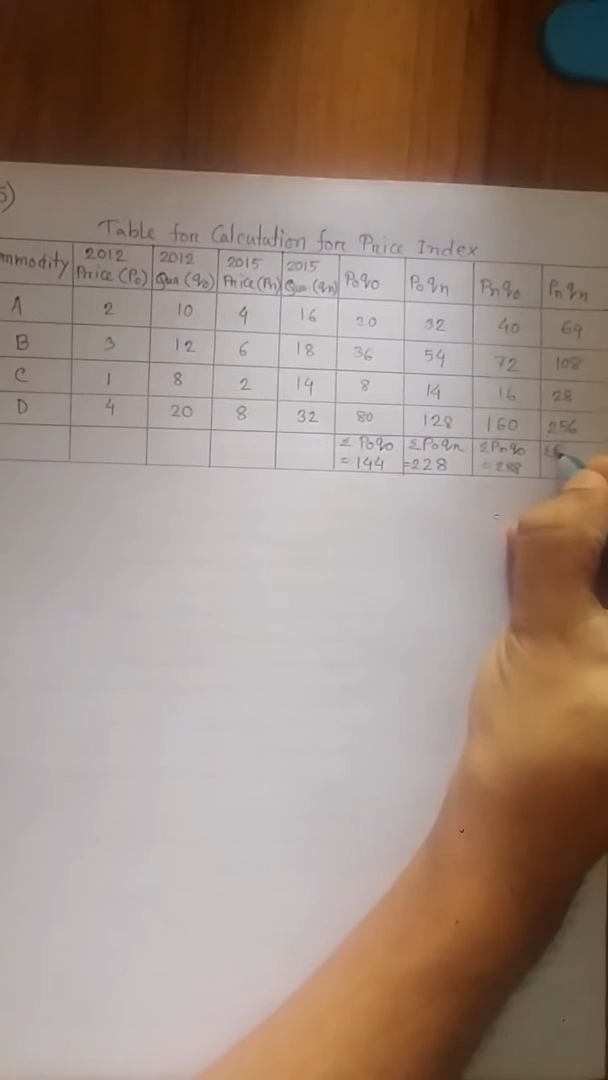 5)
Table for Calculation for Price Index
mmodity 2012 Price (P₀) 2012 Qua (q₀) 2015 Price (Pn) 2015 Qua. (qn) P₀q₀ P₀qn Pnq₀ Pnqn
A 2 10 4 16 20 32 40 64
B 3 12 6 18 36 54 72 108
C 1 8 2 14 8 14 16 28
D 4 20 8 32 80 128 160 256
Σ P₀q₀ Σ P₀qn Σ Pnq₀ Σ
= 144 =228 = 288
=